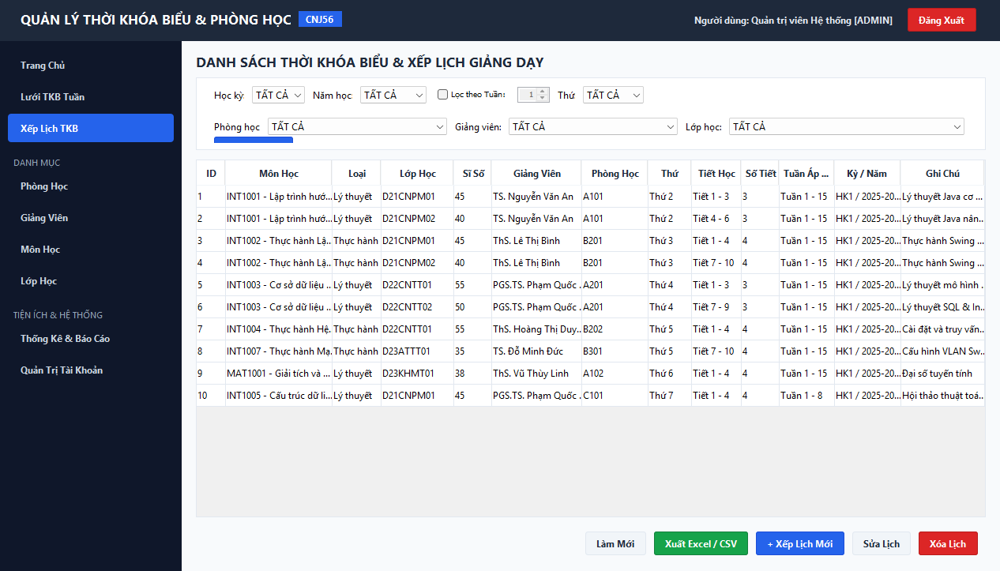 QUẢN LÝ THỜI KHÓA BIỂU & PHÒNG HỌC CNJ56 Người dùng: Quản trị viên Hệ thống [ADMIN] Đăng Xuất
Trang Chủ
Lưới TKB Tuần
Xếp Lịch TKB
DANH MỤC
Phòng Học
Giảng Viên
Môn Học
Lớp Học
TIỆN ÍCH & HỆ THỐNG
Thống Kê & Báo Cáo
Quản Trị Tài Khoản
DANH SÁCH THỜI KHÓA BIỂU & XẾP LỊCH GIẢNG DẠY
Học kỳ TẤT CẢ Năm học TẤT CẢ Lọc theo Tuần: 1 Thứ TẤT CẢ
Phòng học TẤT CẢ Giảng viên: TẤT CẢ Lớp học: TẤT CẢ
ID Môn Học Loại Lớp Học Sĩ Số Giảng Viên Phòng Học Thứ Tiết Học Số Tiết Tuần Áp ... Kỳ / Năm Ghi Chú
1 INT1001 - Lập trình hướ... Lý thuyết D21CNPM01 45 TS. Nguyễn Văn An A101 Thứ 2 Tiết 1 - 3 3 Tuần 1 - 15 HK1 / 2025-20... Lý thuyết Java cơ ...
2 INT1001 - Lập trình hướ... Lý thuyết D21CNPM02 40 TS. Nguyễn Văn An A101 Thứ 2 Tiết 4 - 6 3 Tuần 1 - 15 HK1 / 2025-20... Lý thuyết Java nân...
3 INT1002 - Thực hành Lậ... Thực hành D21CNPM01 45 ThS. Lê Thị Bình B201 Thứ 3 Tiết 1 - 4 4 Tuần 1 - 15 HK1 / 2025-20... Thực hành Swing ...
4 INT1002 - Thực hành Lậ... Thực hành D21CNPM02 40 ThS. Lê Thị Bình B201 Thứ 3 Tiết 7 - 10 4 Tuần 1 - 15 HK1 / 2025-20... Thực hành Swing ...
5 INT1003 - Cơ sở dữ liệu ... Lý thuyết D22CNTT01 55 PGS.TS. Phạm Quốc ... A201 Thứ 4 Tiết 1 - 3 3 Tuần 1 - 15 HK1 / 2025-20... Lý thuyết mô hình ...
6 INT1003 - Cơ sở dữ liệu ... Lý thuyết D22CNTT02 50 PGS.TS. Phạm Quốc ... A201 Thứ 4 Tiết 7 - 9 3 Tuần 1 - 15 HK1 / 2025-20... Lý thuyết SQL & In...
7 INT1004 - Thực hành Hệ... Thực hành D22CNTT01 55 ThS. Hoàng Thị Duy... B202 Thứ 5 Tiết 1 - 4 4 Tuần 1 - 15 HK1 / 2025-20... Cài đặt và truy vấn...
8 INT1007 - Thực hành Mạ... Thực hành D23ATTT01 35 TS. Đỗ Minh Đức B301 Thứ 5 Tiết 7 - 10 4 Tuần 1 - 15 HK1 / 2025-20... Cấu hình VLAN Sw...
9 MAT1001 - Giải tích và ... Lý thuyết D23KHMT01 38 ThS. Vũ Thùy Linh A102 Thứ 6 Tiết 1 - 4 4 Tuần 1 - 15 HK1 / 2025-20... Đại số tuyến tính
10 INT1005 - Cấu trúc dữ li... Lý thuyết D21CNPM01 45 PGS.TS. Phạm Quốc ... C101 Thứ 7 Tiết 1 - 4 4 Tuần 1 - 8 HK1 / 2025-20... Hội thảo thuật toá...
Làm Mới Xuất Excel / CSV + Xếp Lịch Mới Sửa Lịch Xóa Lịch